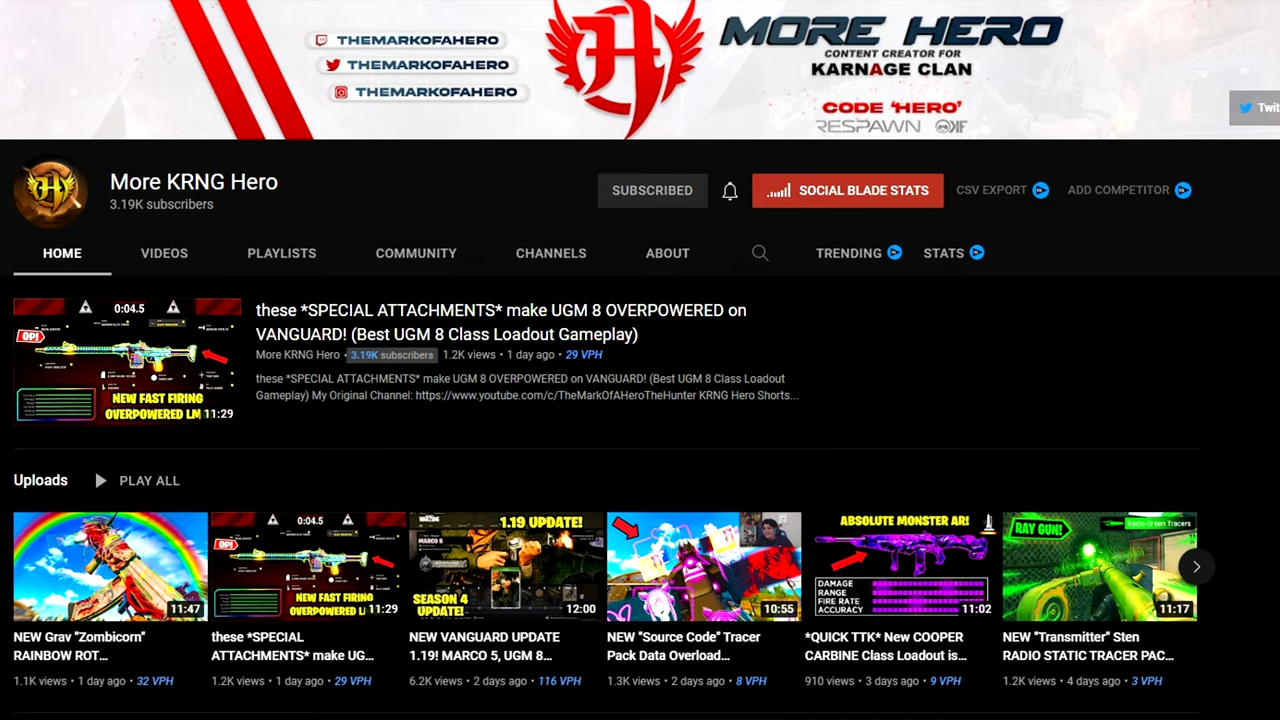 THEMARKOFAHERO
THEMARKOFAHERO
THEMARKOFAHERO
MORE HERO
CONTENT CREATOR FOR
KARNAGE CLAN
CODE 'HERO'
RESPAWN
Twit
More KRNG Hero
3.19K subscribers
SUBSCRIBED
SOCIAL BLADE STATS
CSV EXPORT
ADD COMPETITOR
HOME
VIDEOS
PLAYLISTS
COMMUNITY
CHANNELS
ABOUT
TRENDING
STATS
0:04.5
OP!
NEW FAST FIRING
OVERPOWERED LM
11:29
these *SPECIAL ATTACHMENTS* make UGM 8 OVERPOWERED on
VANGUARD! (Best UGM 8 Class Loadout Gameplay)
More KRNG Hero • 3.19K subscribers 1.2K views • 1 day ago • 29 VPH
these *SPECIAL ATTACHMENTS* make UGM 8 OVERPOWERED on VANGUARD! (Best UGM 8 Class Loadout
Gameplay) My Original Channel: https://www.youtube.com/c/TheMarkOfAHeroTheHunter KRNG Hero Shorts...
Uploads
PLAY ALL
11:47
NEW Grav "Zombicorn"
RAINBOW ROT...
1.1K views • 1 day ago • 32 VPH
0:04.5
OP!
NEW FAST FIRING
OVERPOWERED L
11:29
these *SPECIAL
ATTACHMENTS* make UG...
1.2K views • 1 day ago • 29 VPH
1.19 UPDATE!
MARCO 5
SEASON 4
UPDATE!
12:00
NEW VANGUARD UPDATE
1.19! MARCO 5, UGM 8...
6.2K views • 2 days ago • 116 VPH
10:55
NEW "Source Code" Tracer
Pack Data Overload...
1.3K views • 2 days ago • 8 VPH
ABSOLUTE MONSTER AR!
DAMAGE
RANGE
FIRE RATE
ACCURACY
11:02
*QUICK TTK* New COOPER
CARBINE Class Loadout is...
910 views • 3 days ago • 9 VPH
RAY GUN!
Radio Green Tracers
11:17
NEW "Transmitter" Sten
RADIO STATIC TRACER PAC...
1.2K views • 4 days ago • 3 VPH